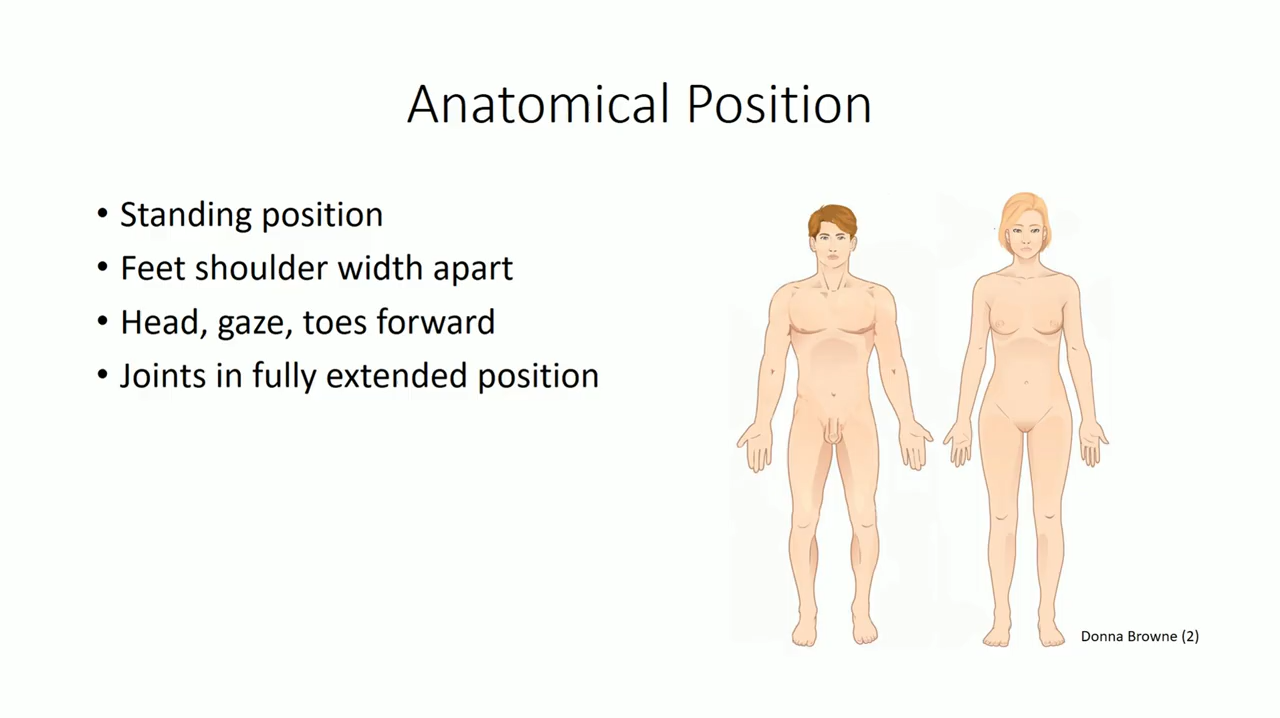 Anatomical Position
• Standing position
• Feet shoulder width apart
• Head, gaze, toes forward
• Joints in fully extended position
Donna Browne (2)